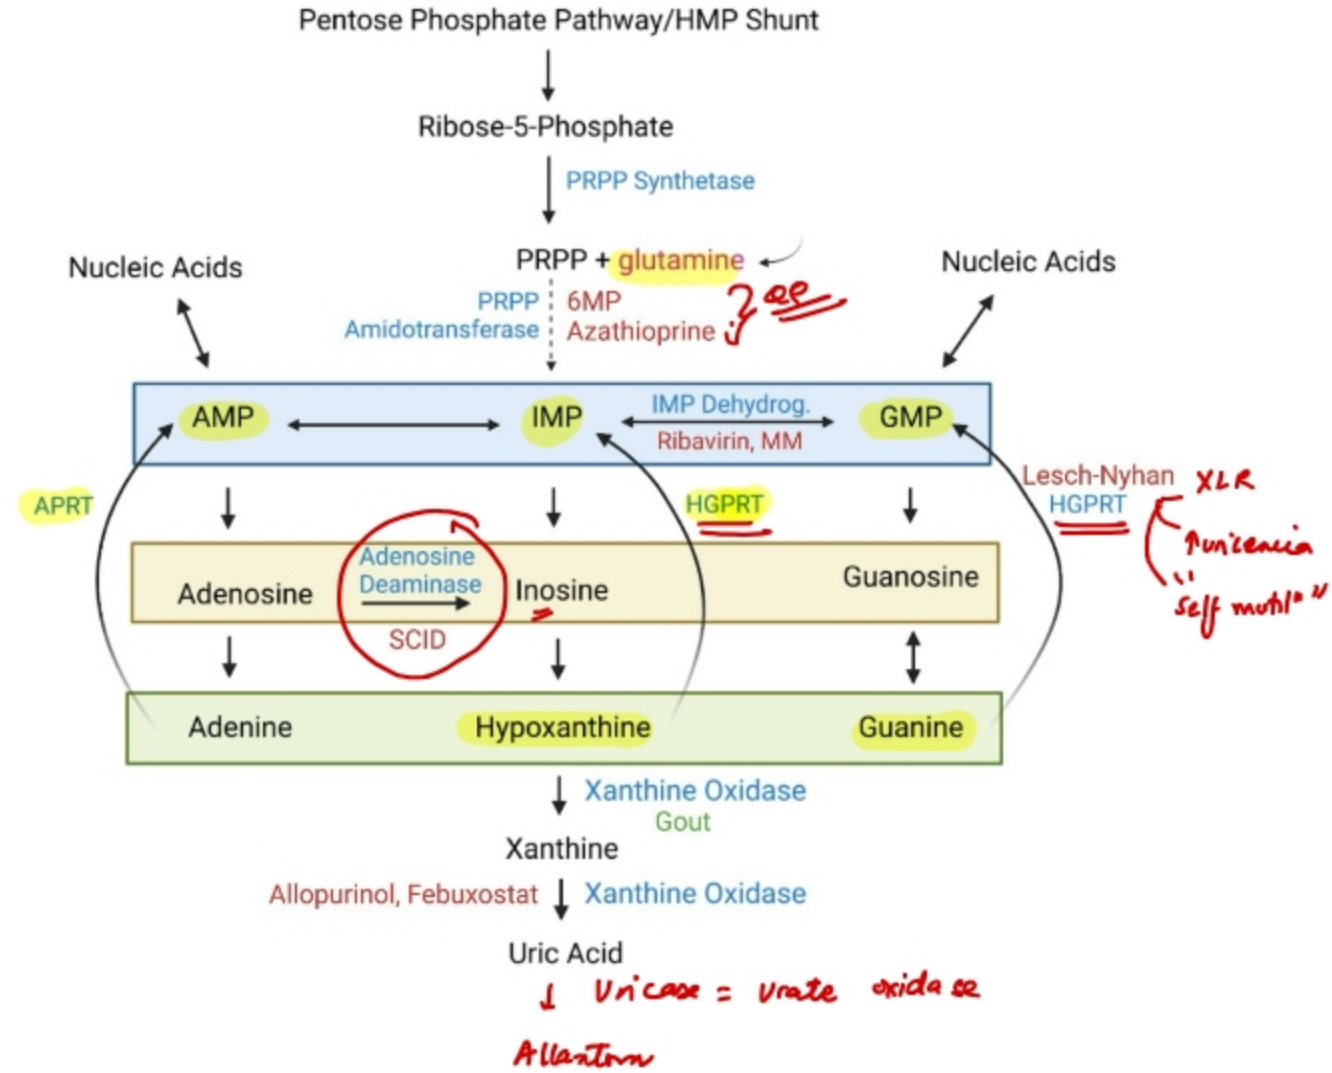 Pentose Phosphate Pathway/HMP Shunt
Ribose-5-Phosphate
PRPP Synthetase
Nucleic Acids
PRPP + glutamine
Nucleic Acids
PRPP
Amidotransferase
6MP
Azathioprine
AMP
IMP
IMP Dehydrog.
Ribavirin, MM
GMP
APRT
HGPRT
Lesch-Nyhan
HGPRT
XLR
↑uricemia
"Self mutiln"
Adenosine
Adenosine
Deaminase
SCID
Inosine
Guanosine
Adenine
Hypoxanthine
Guanine
Xanthine Oxidase
Gout
Xanthine
Allopurinol, Febuxostat
Xanthine Oxidase
Uric Acid
↓ Uricase = urate oxidase
Allantoin